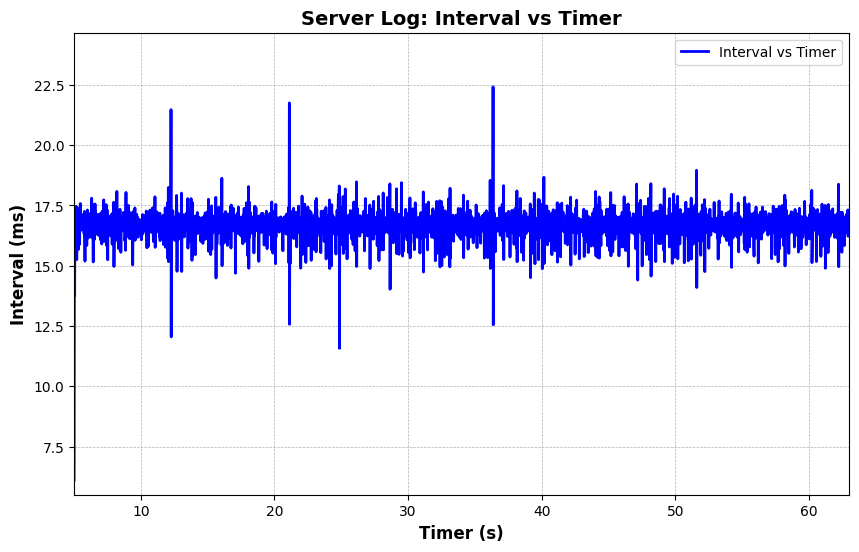 Server Log: Interval vs Timer
Interval vs Timer
22.5
20.0
17.5
15.0
12.5
10.0
7.5
Interval (ms)
10 20 30 40 50 60
Timer (s)